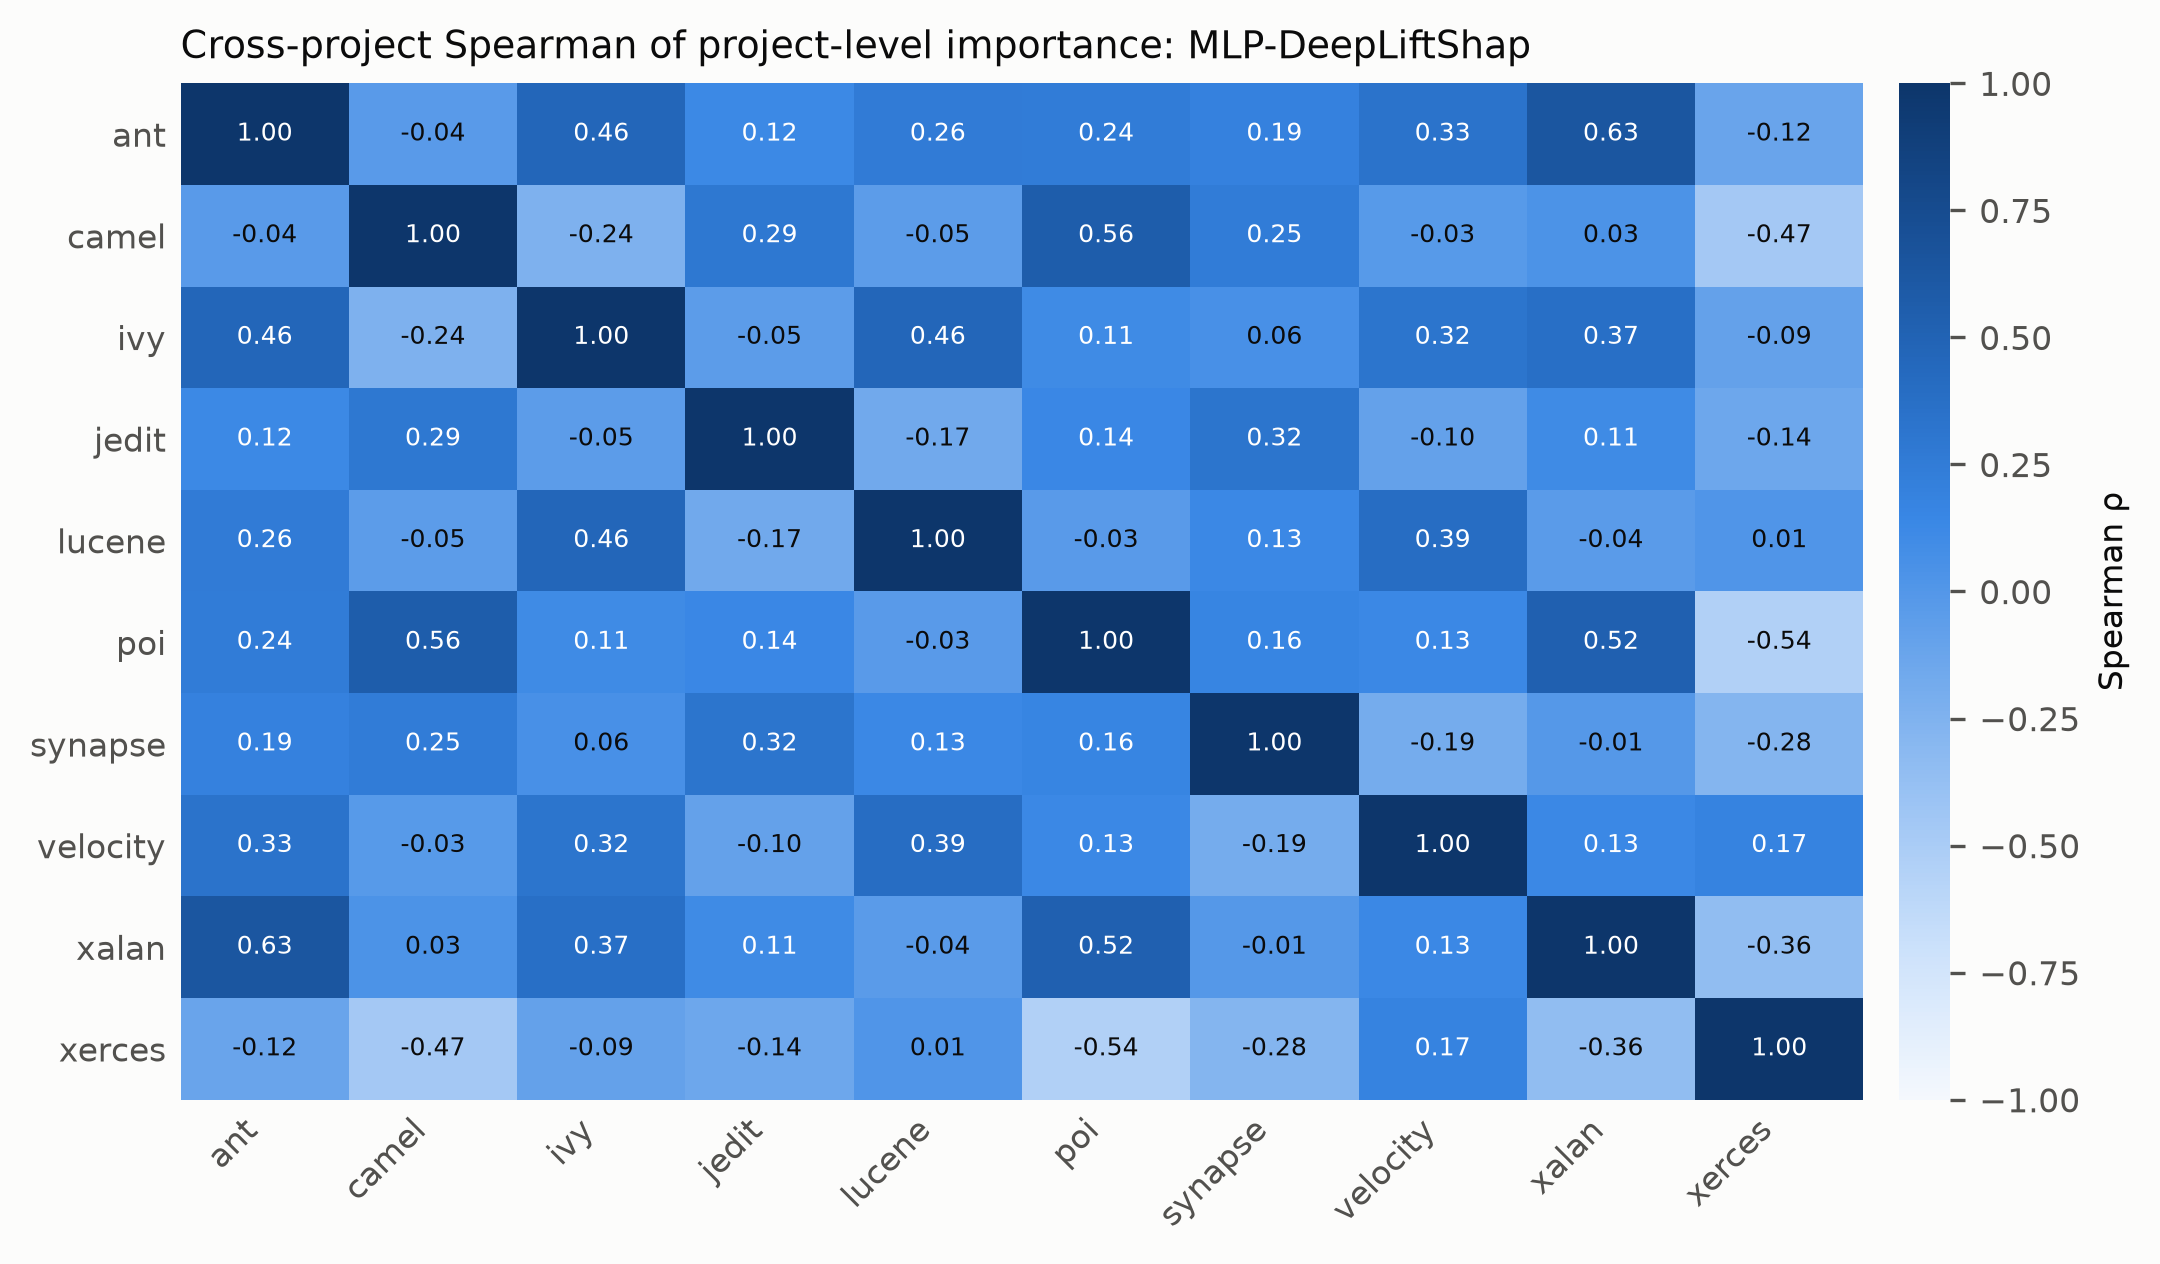 Cross-project Spearman of project-level importance: MLP-DeepLiftShap
ant 1.00 -0.04 0.46 0.12 0.26 0.24 0.19 0.33 0.63 -0.12
camel -0.04 1.00 -0.24 0.29 -0.05 0.56 0.25 -0.03 0.03 -0.47
ivy 0.46 -0.24 1.00 -0.05 0.46 0.11 0.06 0.32 0.37 -0.09
jedit 0.12 0.29 -0.05 1.00 -0.17 0.14 0.32 -0.10 0.11 -0.14
lucene 0.26 -0.05 0.46 -0.17 1.00 -0.03 0.13 0.39 -0.04 0.01
poi 0.24 0.56 0.11 0.14 -0.03 1.00 0.16 0.13 0.52 -0.54
synapse 0.19 0.25 0.06 0.32 0.13 0.16 1.00 -0.19 -0.01 -0.28
velocity 0.33 -0.03 0.32 -0.10 0.39 0.13 -0.19 1.00 0.13 0.17
xalan 0.63 0.03 0.37 0.11 -0.04 0.52 -0.01 0.13 1.00 -0.36
xerces -0.12 -0.47 -0.09 -0.14 0.01 -0.54 -0.28 0.17 -0.36 1.00
ant camel ivy jedit lucene poi synapse velocity xalan xerces
1.00
0.75
0.50
0.25
0.00
−0.25
−0.50
−0.75
−1.00
Spearman ρ